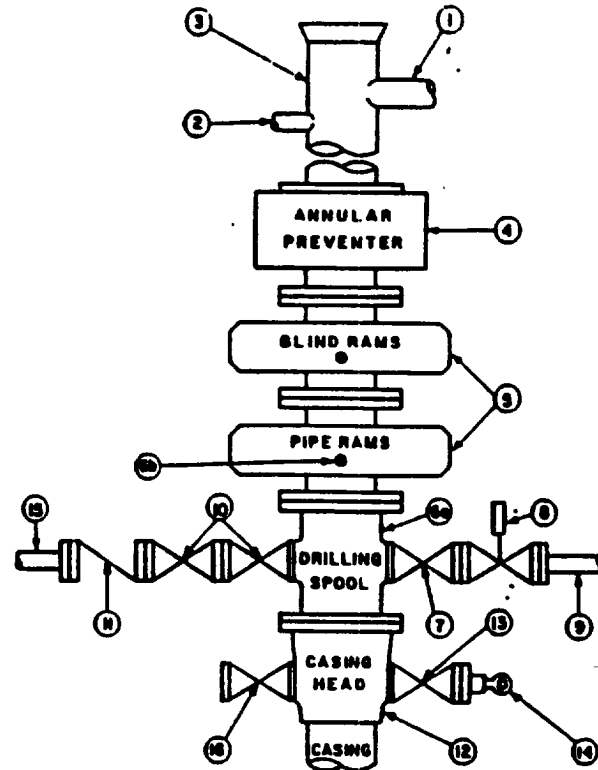 3
1
2
ANNULAR
PREVENTER
4
BLIND RAMS
5
PIPE RAMS
6b
6a
8
15
10
DRILLING
SPOOL
11
7
13
9
CASING
HEAD
16
12
14
CASING